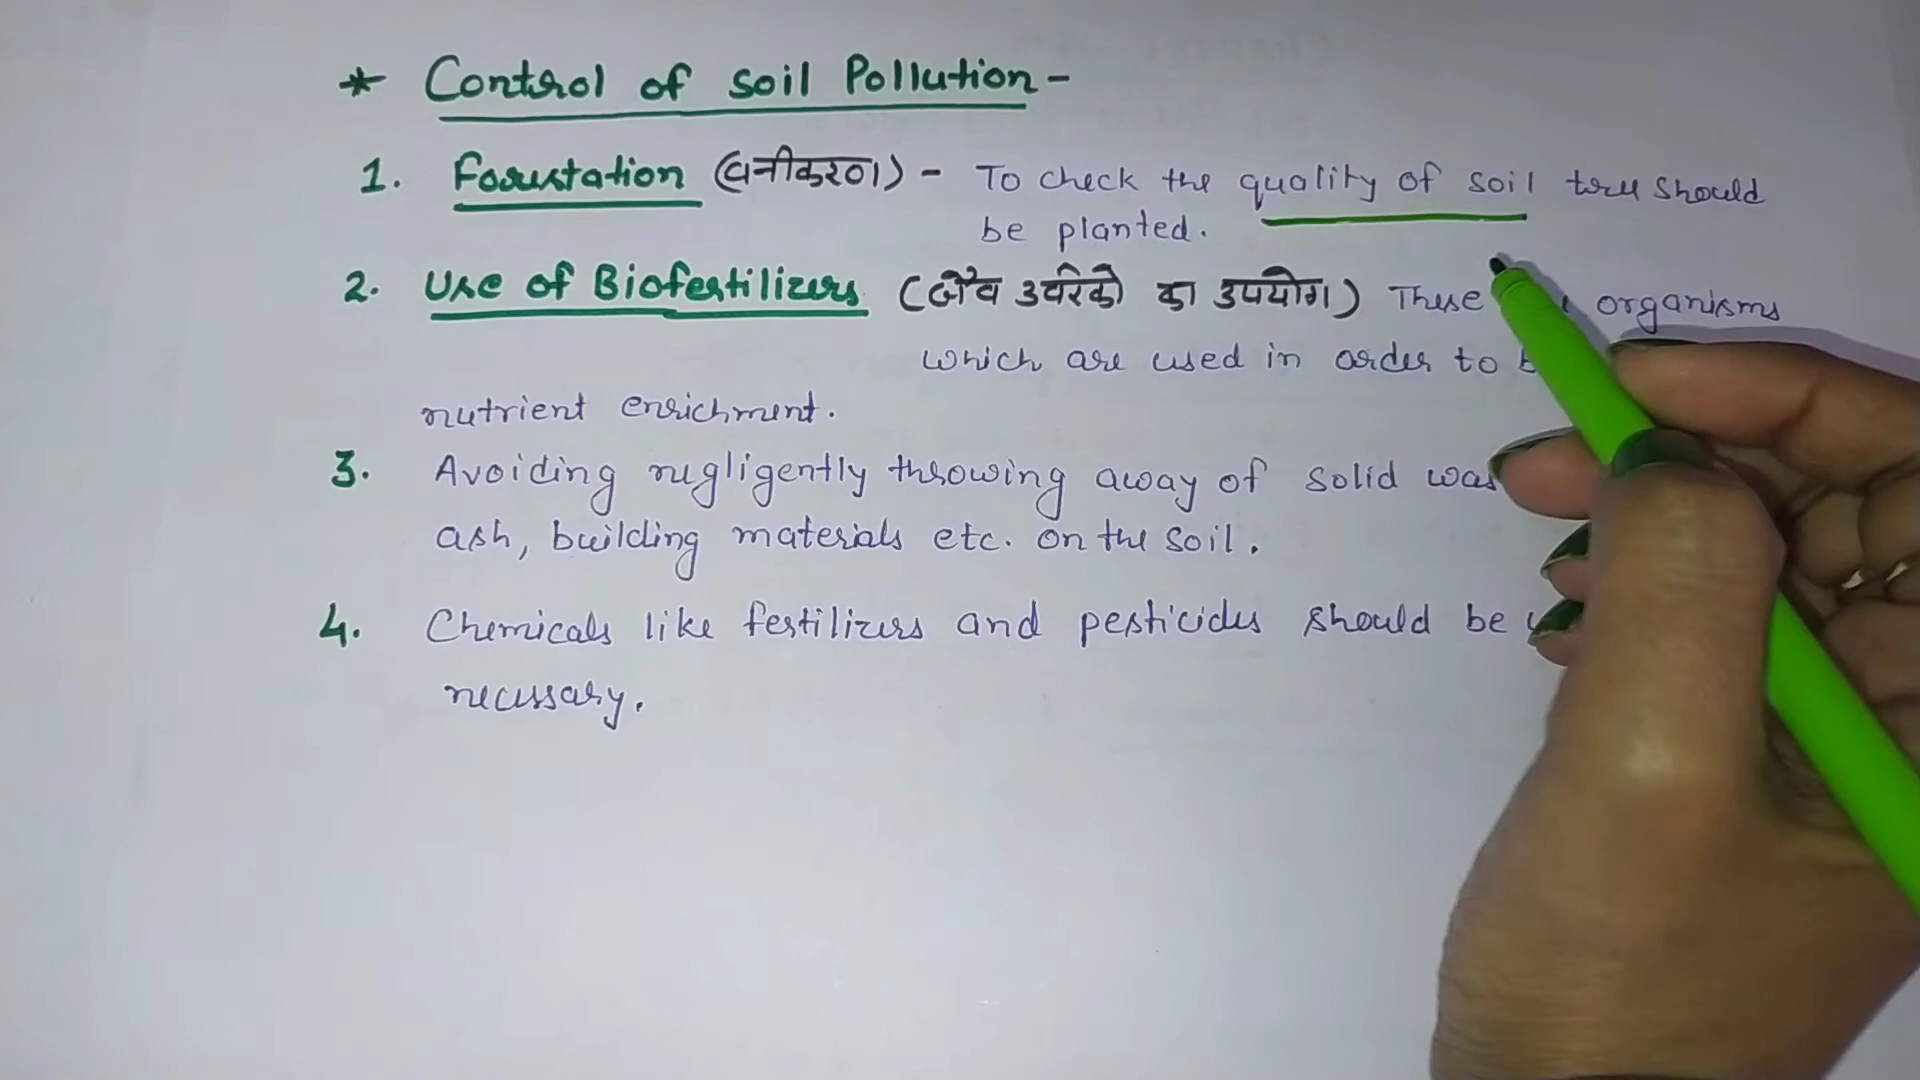 * Control of soil Pollution -
1. Forestation (वनीकरण) - To check the quality of soil tree should
be planted.
2. Use of Biofertilizers (जैव उर्वरको का उपयोग) These organisms
which are used in order to
nutrient enrichment.
3. Avoiding negligently throwing away of solid
ash, building materials etc. on the soil.
4. Chemicals like fertilizers and pesticides should be
necessary.